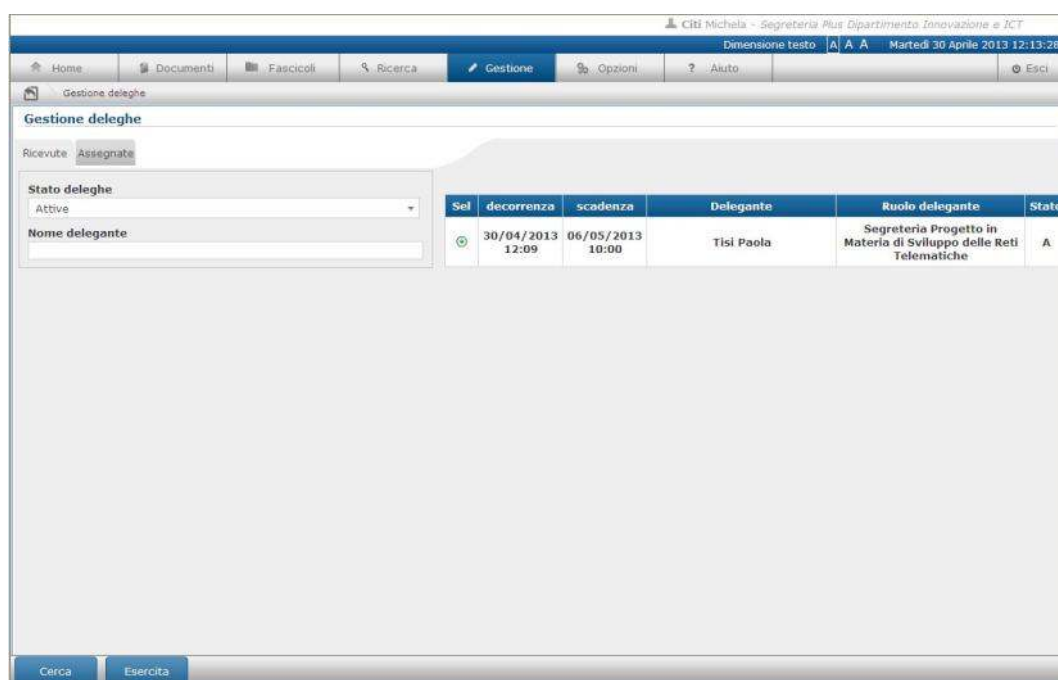 Citi Michela - Segreteria Plus Dipartimento Innovazione e ICT
Dimensione testo A A A Martedì 30 Aprile 2013 12:13:28
Home Documenti Fascicoli Ricerca Gestione Opzioni ? Aiuto Esci
Gestione deleghe
Gestione deleghe
Ricevute Assegnate
Stato deleghe
Attive
Nome delegante
Sel decorrenza scadenza Delegante Ruolo delegante Stato
30/04/2013 12:09 06/05/2013 10:00 Tisi Paola Segreteria Progetto in Materia di Sviluppo delle Reti Telematiche A
Cerca Esercita